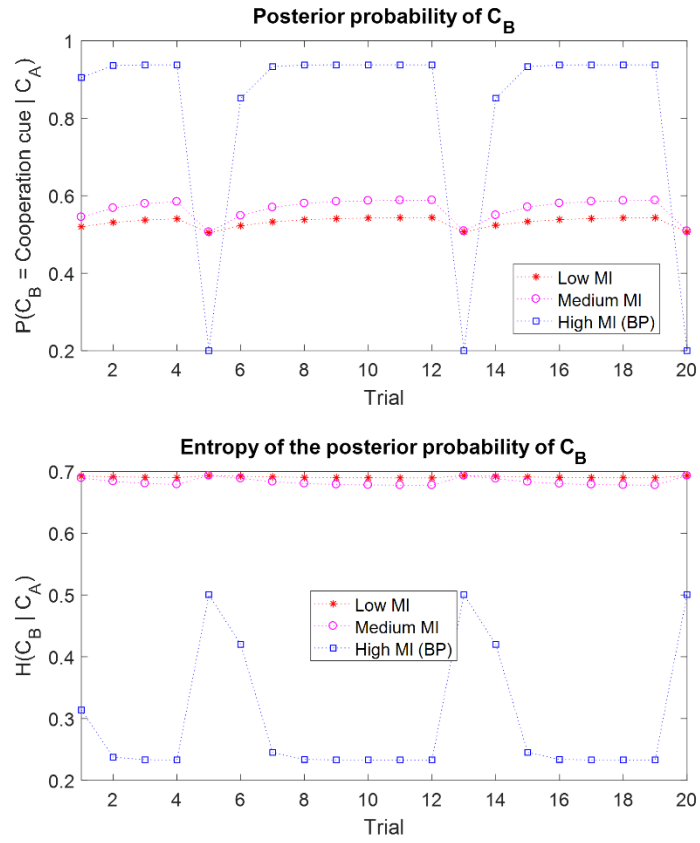 Posterior probability of C_B
P(C_B = Cooperation cue | C_A)
1
0.8
0.6
0.4
0.2
2 4 6 8 10 12 14 16 18 20
Trial
Low MI
Medium MI
High MI (BP)
Entropy of the posterior probability of C_B
H(C_B | C_A)
0.7
0.6
0.5
0.4
0.3
0.2
2 4 6 8 10 12 14 16 18 20
Trial
Low MI
Medium MI
High MI (BP)